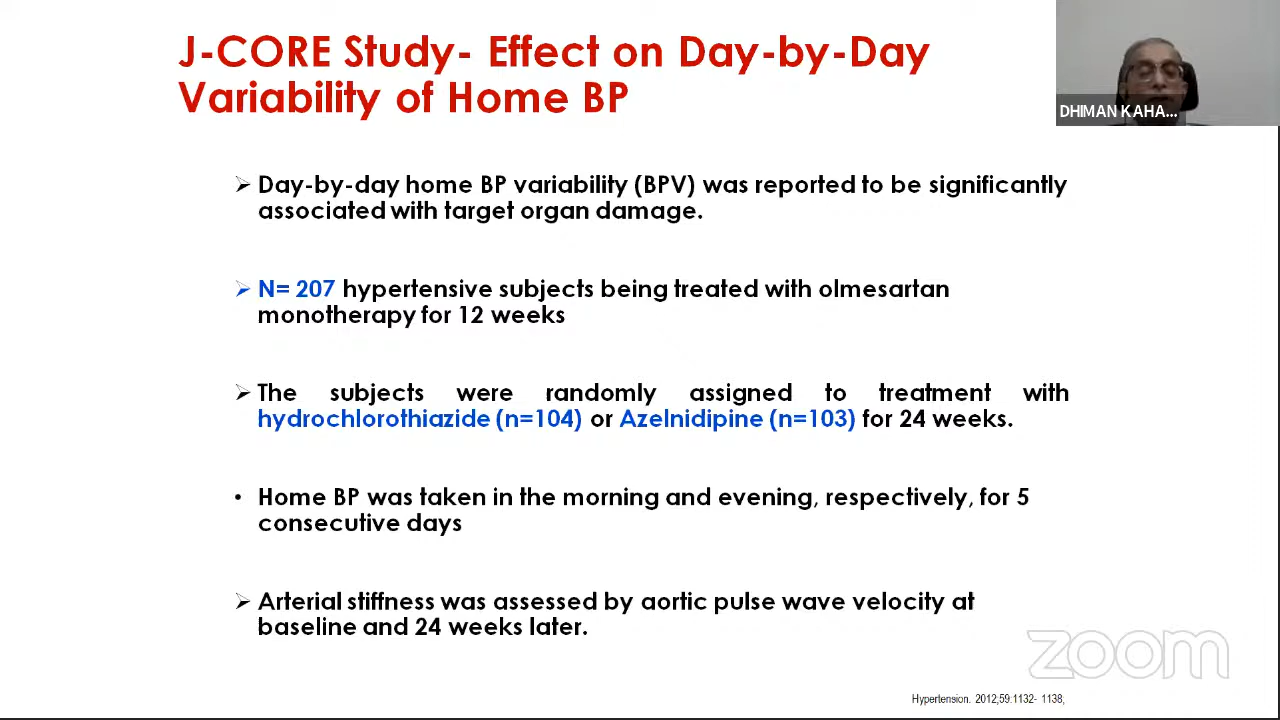 J-CORE Study- Effect on Day-by-Day
Variability of Home BP
DHIMAN KAHA...
➢ Day-by-day home BP variability (BPV) was reported to be significantly
associated with target organ damage.
➢ N= 207 hypertensive subjects being treated with olmesartan
monotherapy for 12 weeks
➢ The subjects were randomly assigned to treatment with
hydrochlorothiazide (n=104) or Azelnidipine (n=103) for 24 weeks.
• Home BP was taken in the morning and evening, respectively, for 5
consecutive days
➢ Arterial stiffness was assessed by aortic pulse wave velocity at
baseline and 24 weeks later.
zoom
Hypertension. 2012;59:1132- 1138;